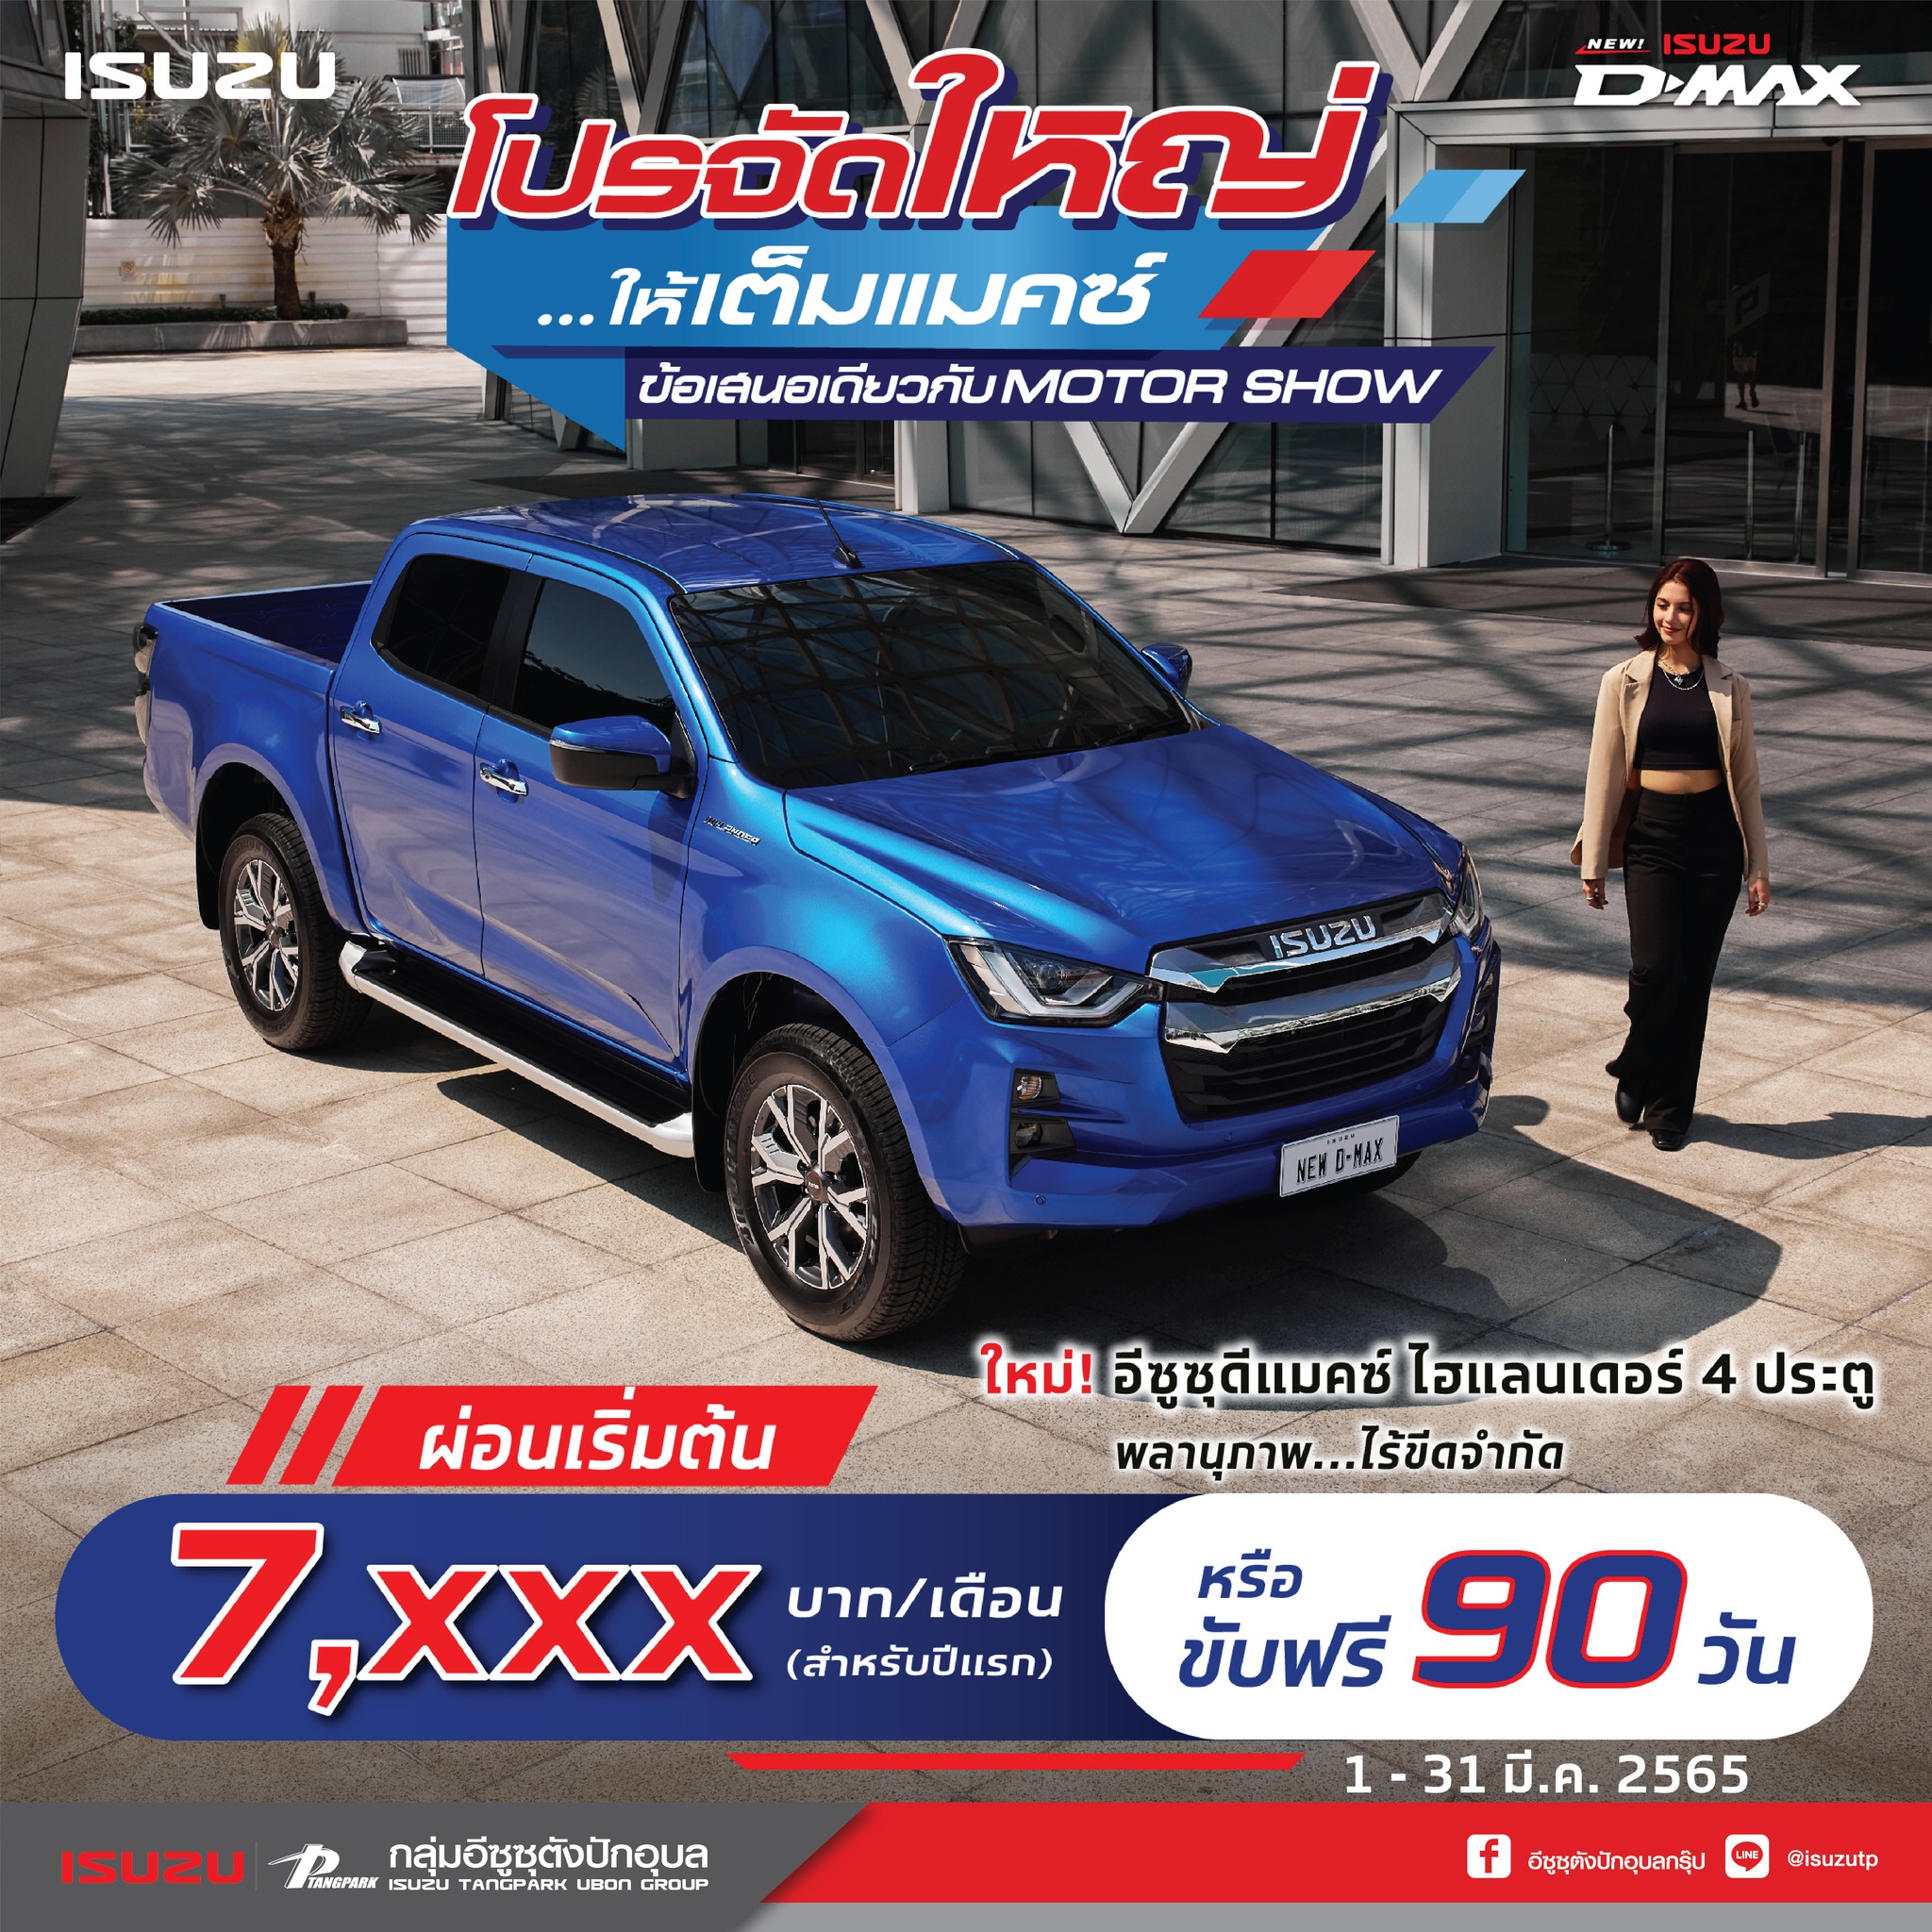 ISUZU
NEW! ISUZU
D-MAX
โปรจัดใหญ่
...ให้เต็มแมคซ์
ข้อเสนอเดียวกับ MOTOR SHOW
HI-LANDER
ISUZU
ISUZU
NEW D-MAX
ใหม่! อีซูซุดีแมคซ์ ไฮแลนเดอร์ 4 ประตู
พลานุภาพ...ไร้ขีดจำกัด
ผ่อนเริ่มต้น
7,xxx บาท/เดือน
(สำหรับปีแรก)
หรือ
ขับฟรี 90 วัน
1 - 31 มี.ค. 2565
ISUZU
TANGPARK
กลุ่มอีซูซุตังปักอุบล
ISUZU TANGPARK UBON GROUP
อีซูซุตังปักอุบลกรุ๊ป
LINE
@isuzutp